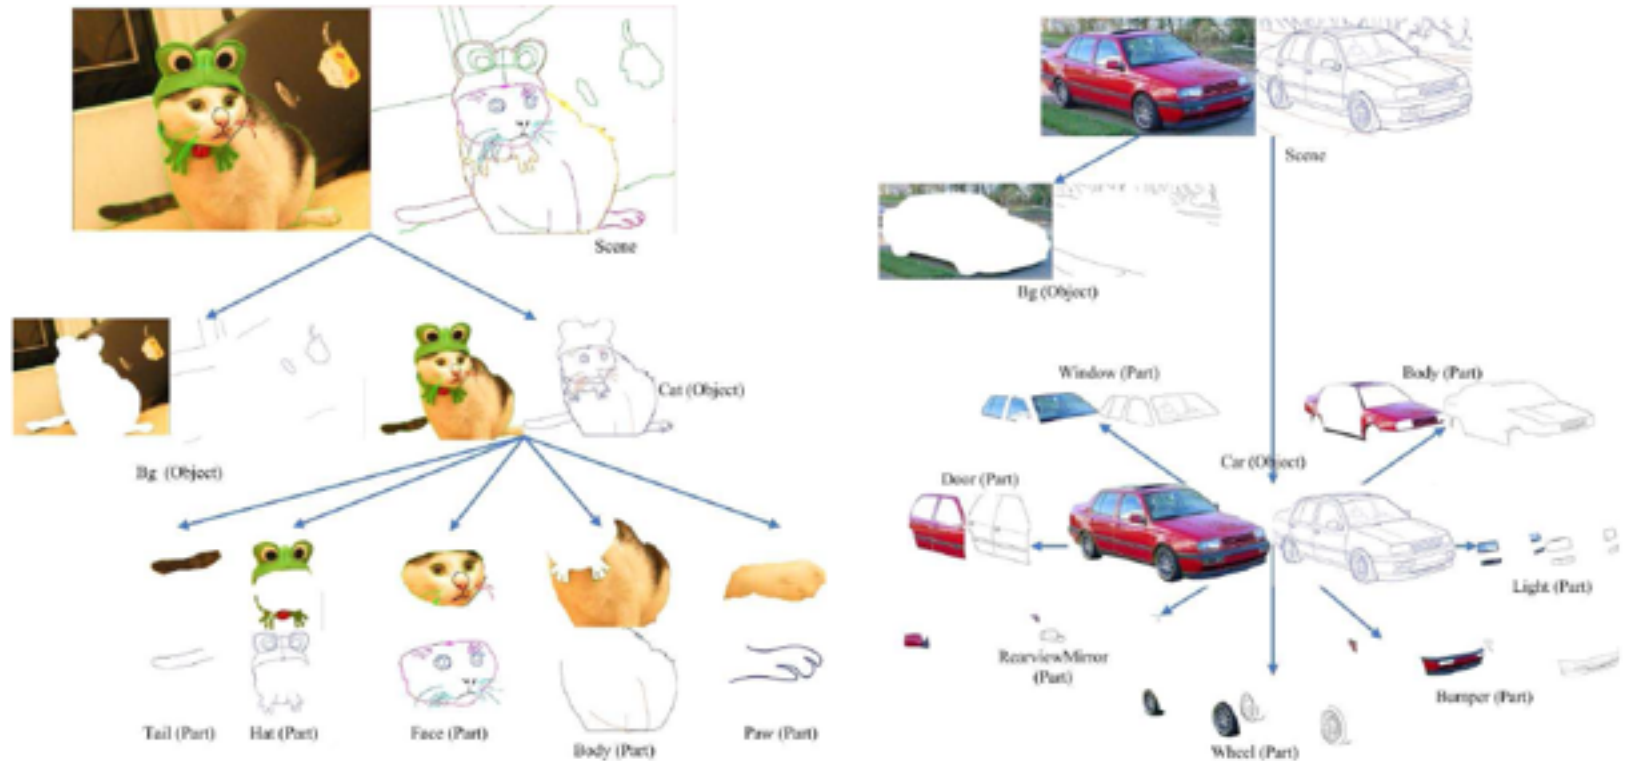 Scene
Bg (Object)
Cat (Object)
Tail (Part)
Hat (Part)
Face (Part)
Body (Part)
Paw (Part)
Scene
Bg (Object)
Window (Part)
Body (Part)
Car (Object)
Door (Part)
Light (Part)
RearviewMirror
(Part)
Bumper (Part)
Wheel (Part)